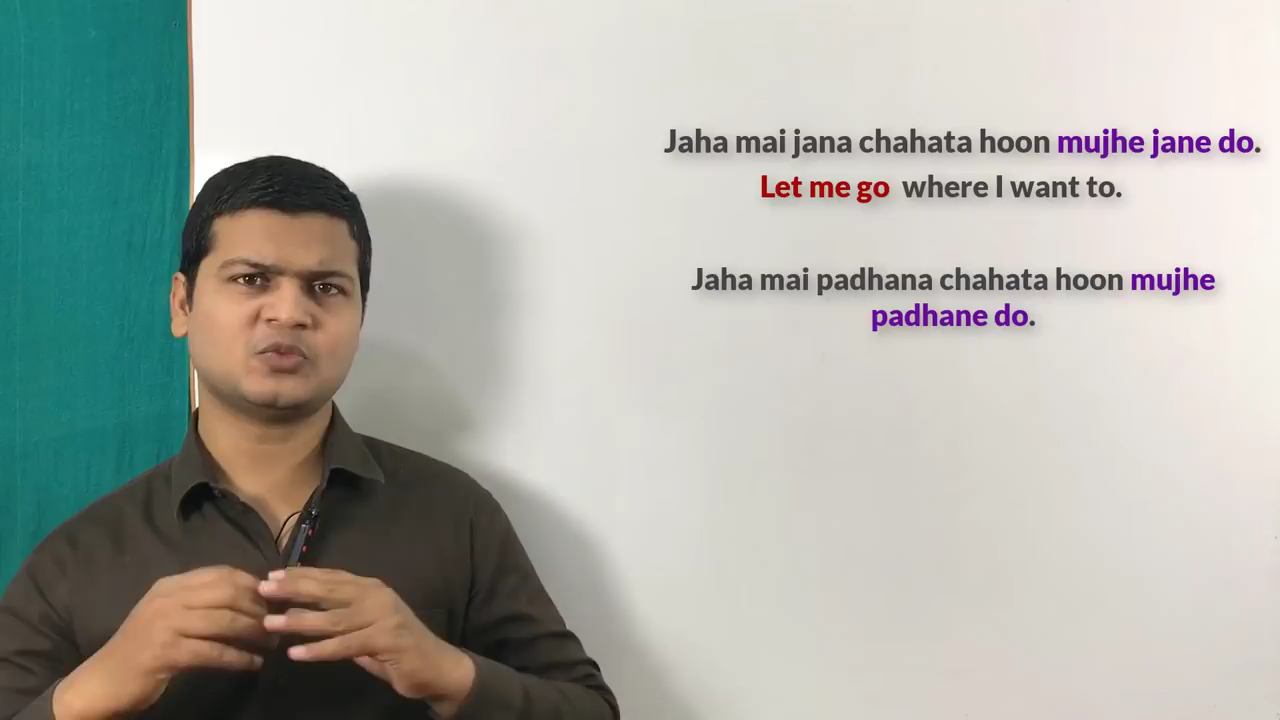 Jaha mai jana chahata hoon mujhe jane do.
Let me go where I want to.
Jaha mai padhana chahata hoon mujhe
padhane do.